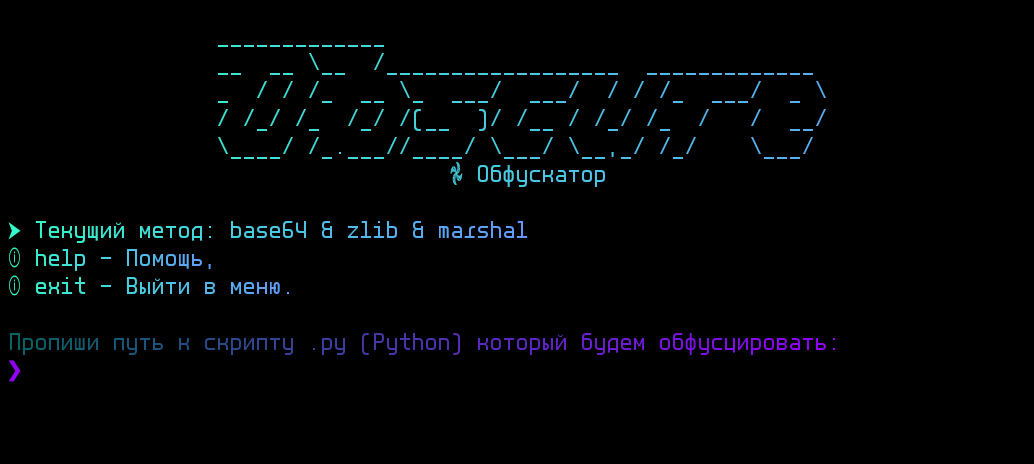 Obscure
Обфускатор
Текущий метод: base64 & zlib & marshal
help - Помощь,
exit - Выйти в меню.
Пропиши путь к скрипту .py (Python) который будем обфусцировать: